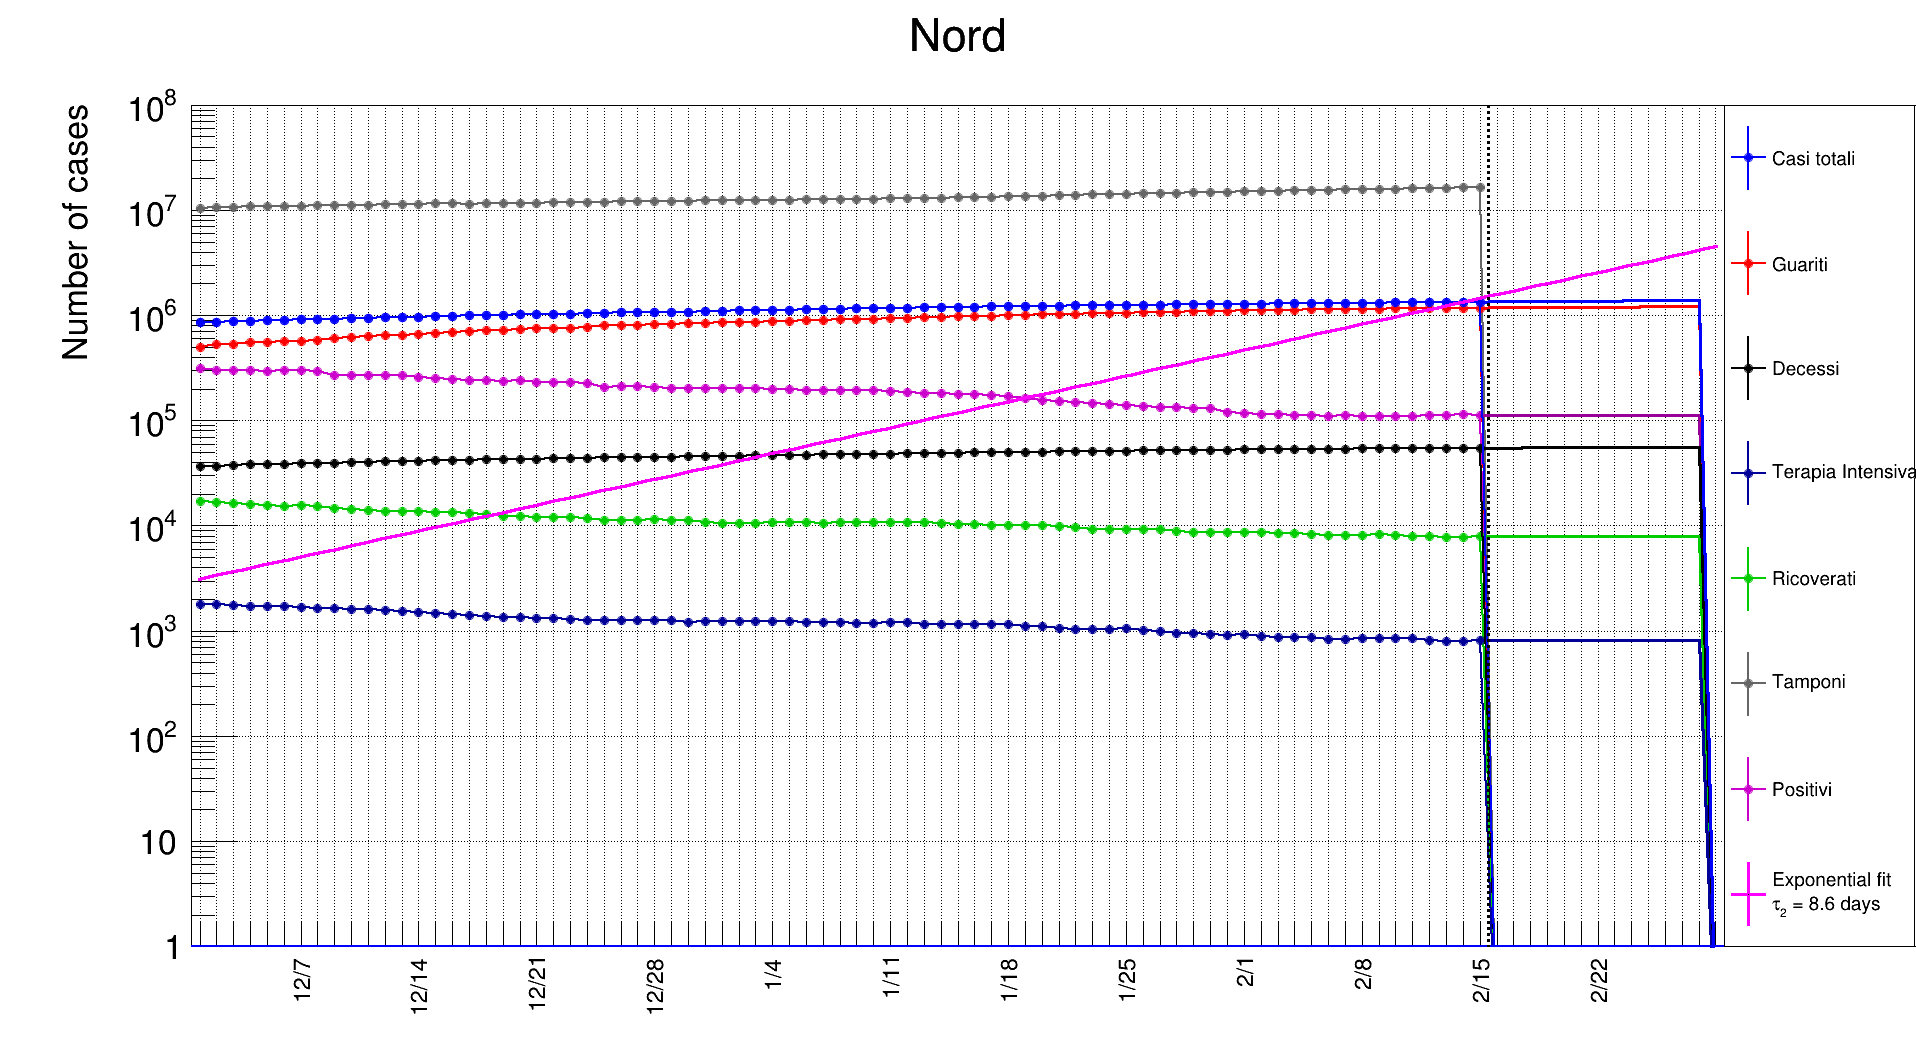 Nord
Number of cases
10^8
10^7
10^6
10^5
10^4
10^3
10^2
10
1
12/7
12/14
12/21
12/28
1/4
1/11
1/18
1/25
2/1
2/8
2/15
2/22
Casi totali
Guariti
Decessi
Terapia Intensiva
Ricoverati
Tamponi
Positivi
Exponential fit
τ_2 = 8.6 days